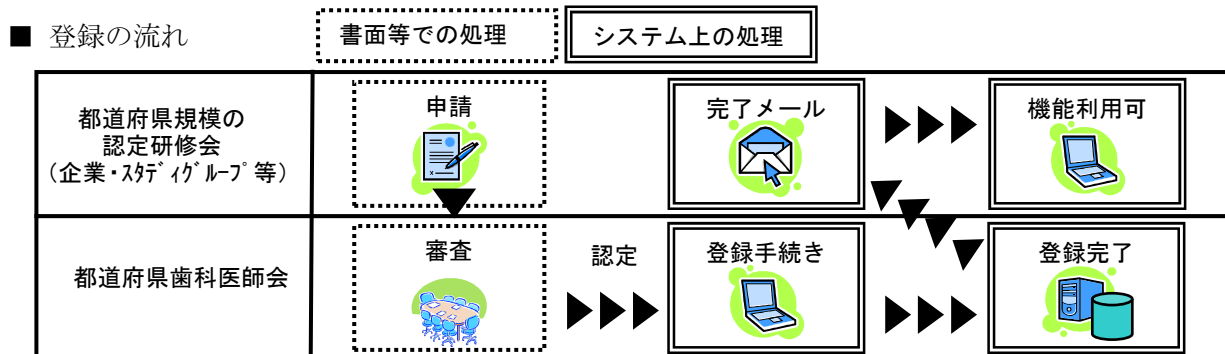 ■ 登録の流れ
書面等での処理
システム上の処理
都道府県規模の
認定研修会
（企業・ｽﾀﾃﾞｨｸﾞﾙｰﾌﾟ等）
申請
完了メール
機能利用可
都道府県歯科医師会
審査
認定
登録手続き
登録完了